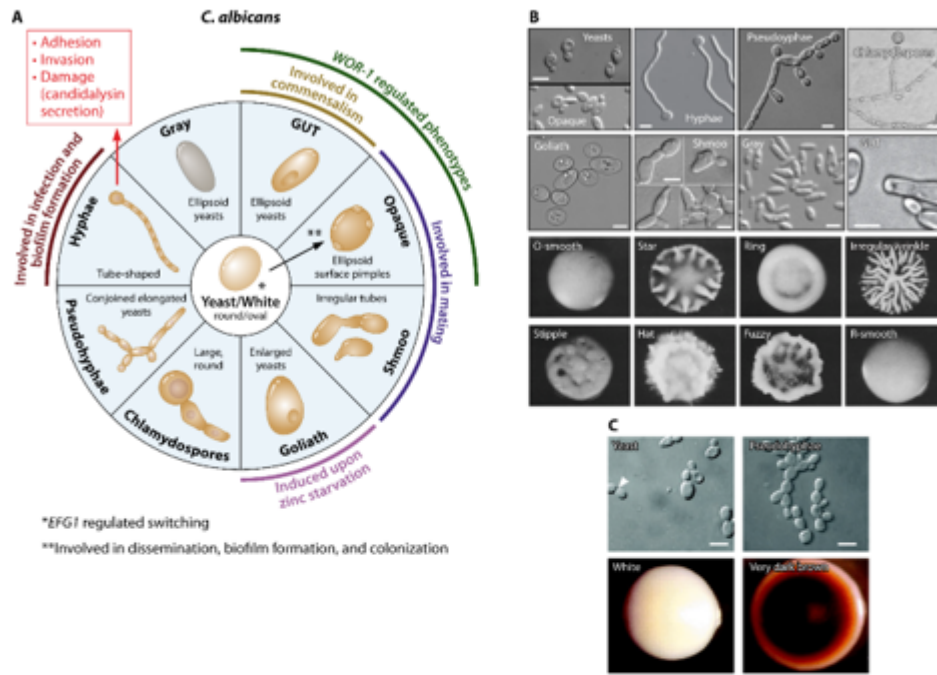 A
C. albicans
• Adhesion
• Invasion
• Damage
(candidalysin
secretion)
WOR-1 regulated phenotypes
Involved in
commensalism
Involved in infection and
biofilm formation
Involved in mating
Induced upon
zinc starvation
Gray
Ellipsoid
yeasts
GUT
Ellipsoid
yeasts
Opaque
Ellipsoid
surface pimples
**
Hyphae
Tube-shaped
Yeast/White
round/oval
*
Irregular tubes
Shmoo
Conjoined elongated
yeasts
Pseudohyphae
Large,
round
Chlamydospores
Enlarged
yeasts
Goliath
*EFG1 regulated switching
**Involved in dissemination, biofilm formation, and colonization
B
Yeasts
Opaque
Hyphae
Pseudoyphae
Chlamydospores
Goliath
Shmoo
Gray
O-smooth
Star
Ring
Irregular wrinkle
Stipple
Hat
Fuzzy
R-smooth
C
Yeast
White
Very dark brown